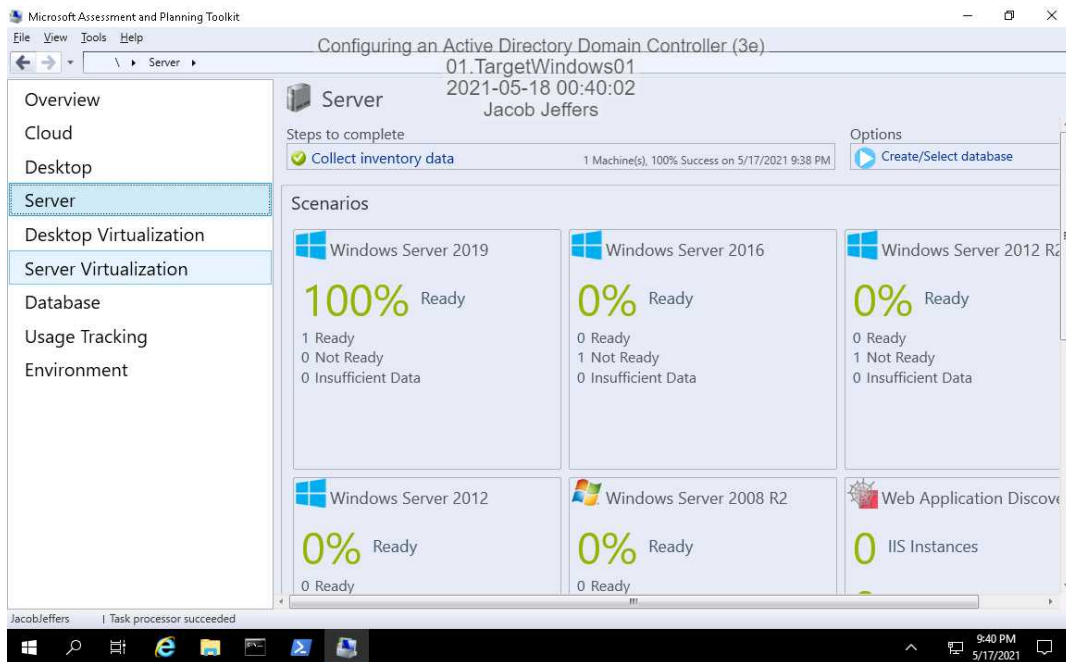 Microsoft Assessment and Planning Toolkit
File View Tools Help
Configuring an Active Directory Domain Controller (3e)
\ Server
01.TargetWindows01
2021-05-18 00:40:02
Jacob Jeffers
Overview
Cloud
Desktop
Server
Desktop Virtualization
Server Virtualization
Database
Usage Tracking
Environment
Server
Steps to complete
Collect inventory data 1 Machine(s), 100% Success on 5/17/2021 9:38 PM
Options
Create/Select database
Scenarios
Windows Server 2019
100% Ready
1 Ready
0 Not Ready
0 Insufficient Data
Windows Server 2016
0% Ready
0 Ready
1 Not Ready
0 Insufficient Data
Windows Server 2012 R2
0% Ready
0 Ready
1 Not Ready
0 Insufficient Data
Windows Server 2012
0% Ready
0 Ready
Windows Server 2008 R2
0% Ready
0 Ready
Web Application Discove
0 IIS Instances
JacobJeffers | Task processor succeeded
9:40 PM
5/17/2021